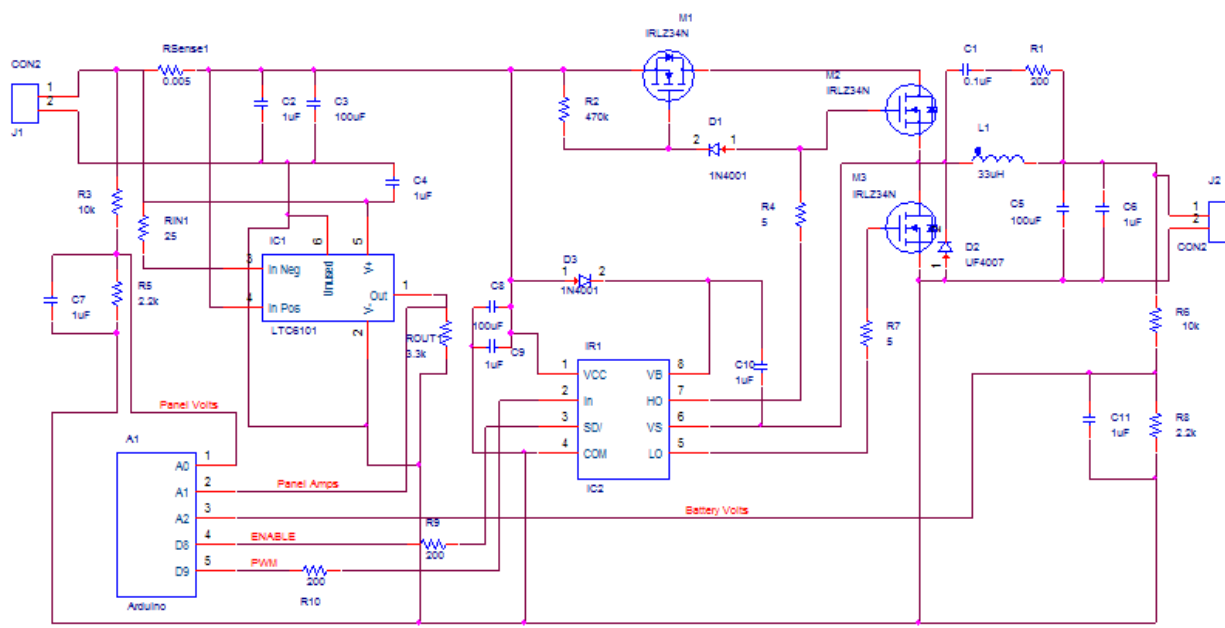 M1
IRLZ34N
RSense1
0.005
CON2
1
2
J1
C2
1uF
C3
100uF
R2
470k
M2
IRLZ34N
C1
0.1uF
R1
200
D1
2
1
1N4001
L1
33uH
C4
1uF
R3
10k
RIN1
25
R4
5
M3
IRLZ34N
C5
100uF
C6
1uF
J2
1
2
CON2
IC1
6
5
3
In Neg
Unused
V+
Out
1
4
In Pos
V-
2
LTC6101
2
D2
1
UF4007
C7
1uF
R5
2.2k
D3
1
2
1N4001
C8
100uF
C9
1uF
ROUT1
3.3k
R7
5
R6
10k
IR1
1
VCC
VB
8
2
In
HO
7
3
SD/
VS
6
4
COM
LO
5
IC2
C10
1uF
C11
1uF
R8
2.2k
Panel Volts
A1
A0
1
A1
2
Panel Amps
A2
3
Battery Volts
D8
4
ENABLE
R9
200
D9
5
PWM
200
R10
Arduino